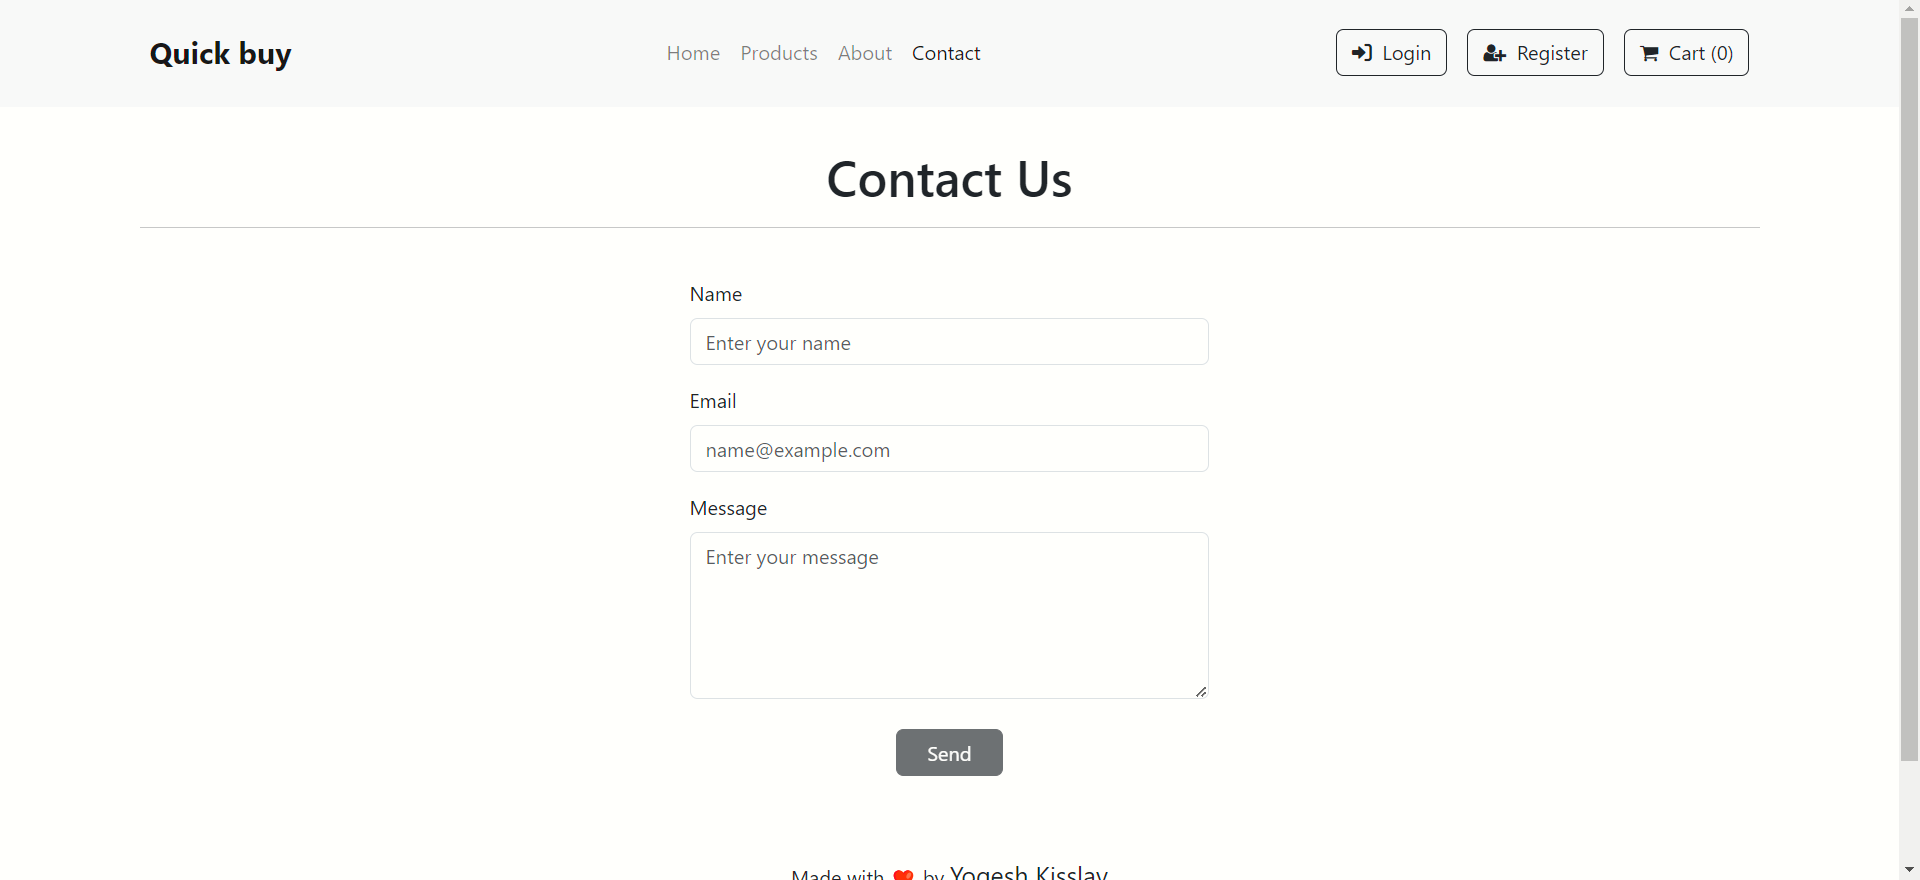 Quick buy
Home Products About Contact
Login Register Cart (0)
Contact Us
Name
Enter your name
Email
name@example.com
Message
Enter your message
Send
Made with ❤️ by Yogesh Kisslay